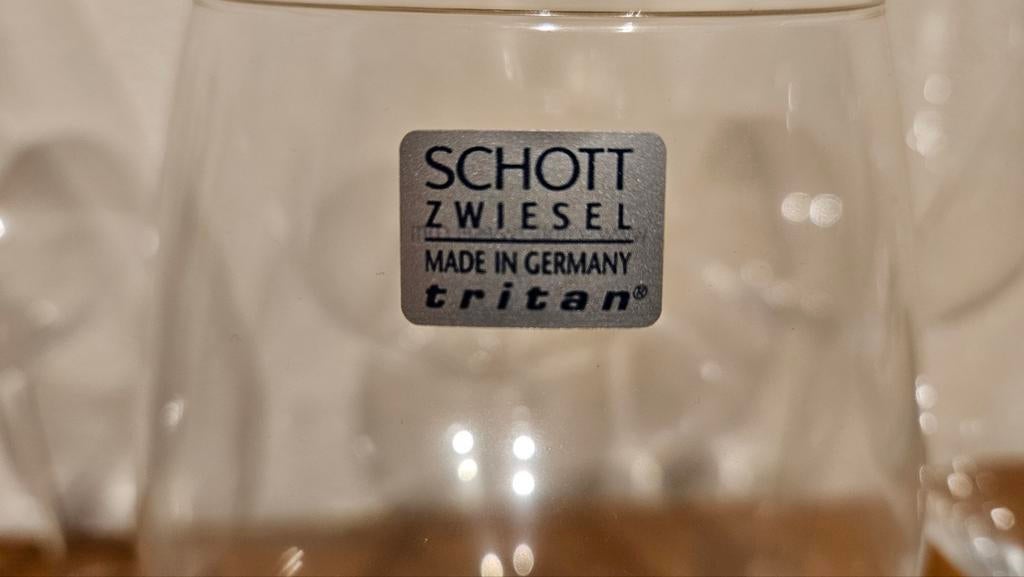 SCHOTT
ZWIESEL
MADE IN GERMANY
tritan®